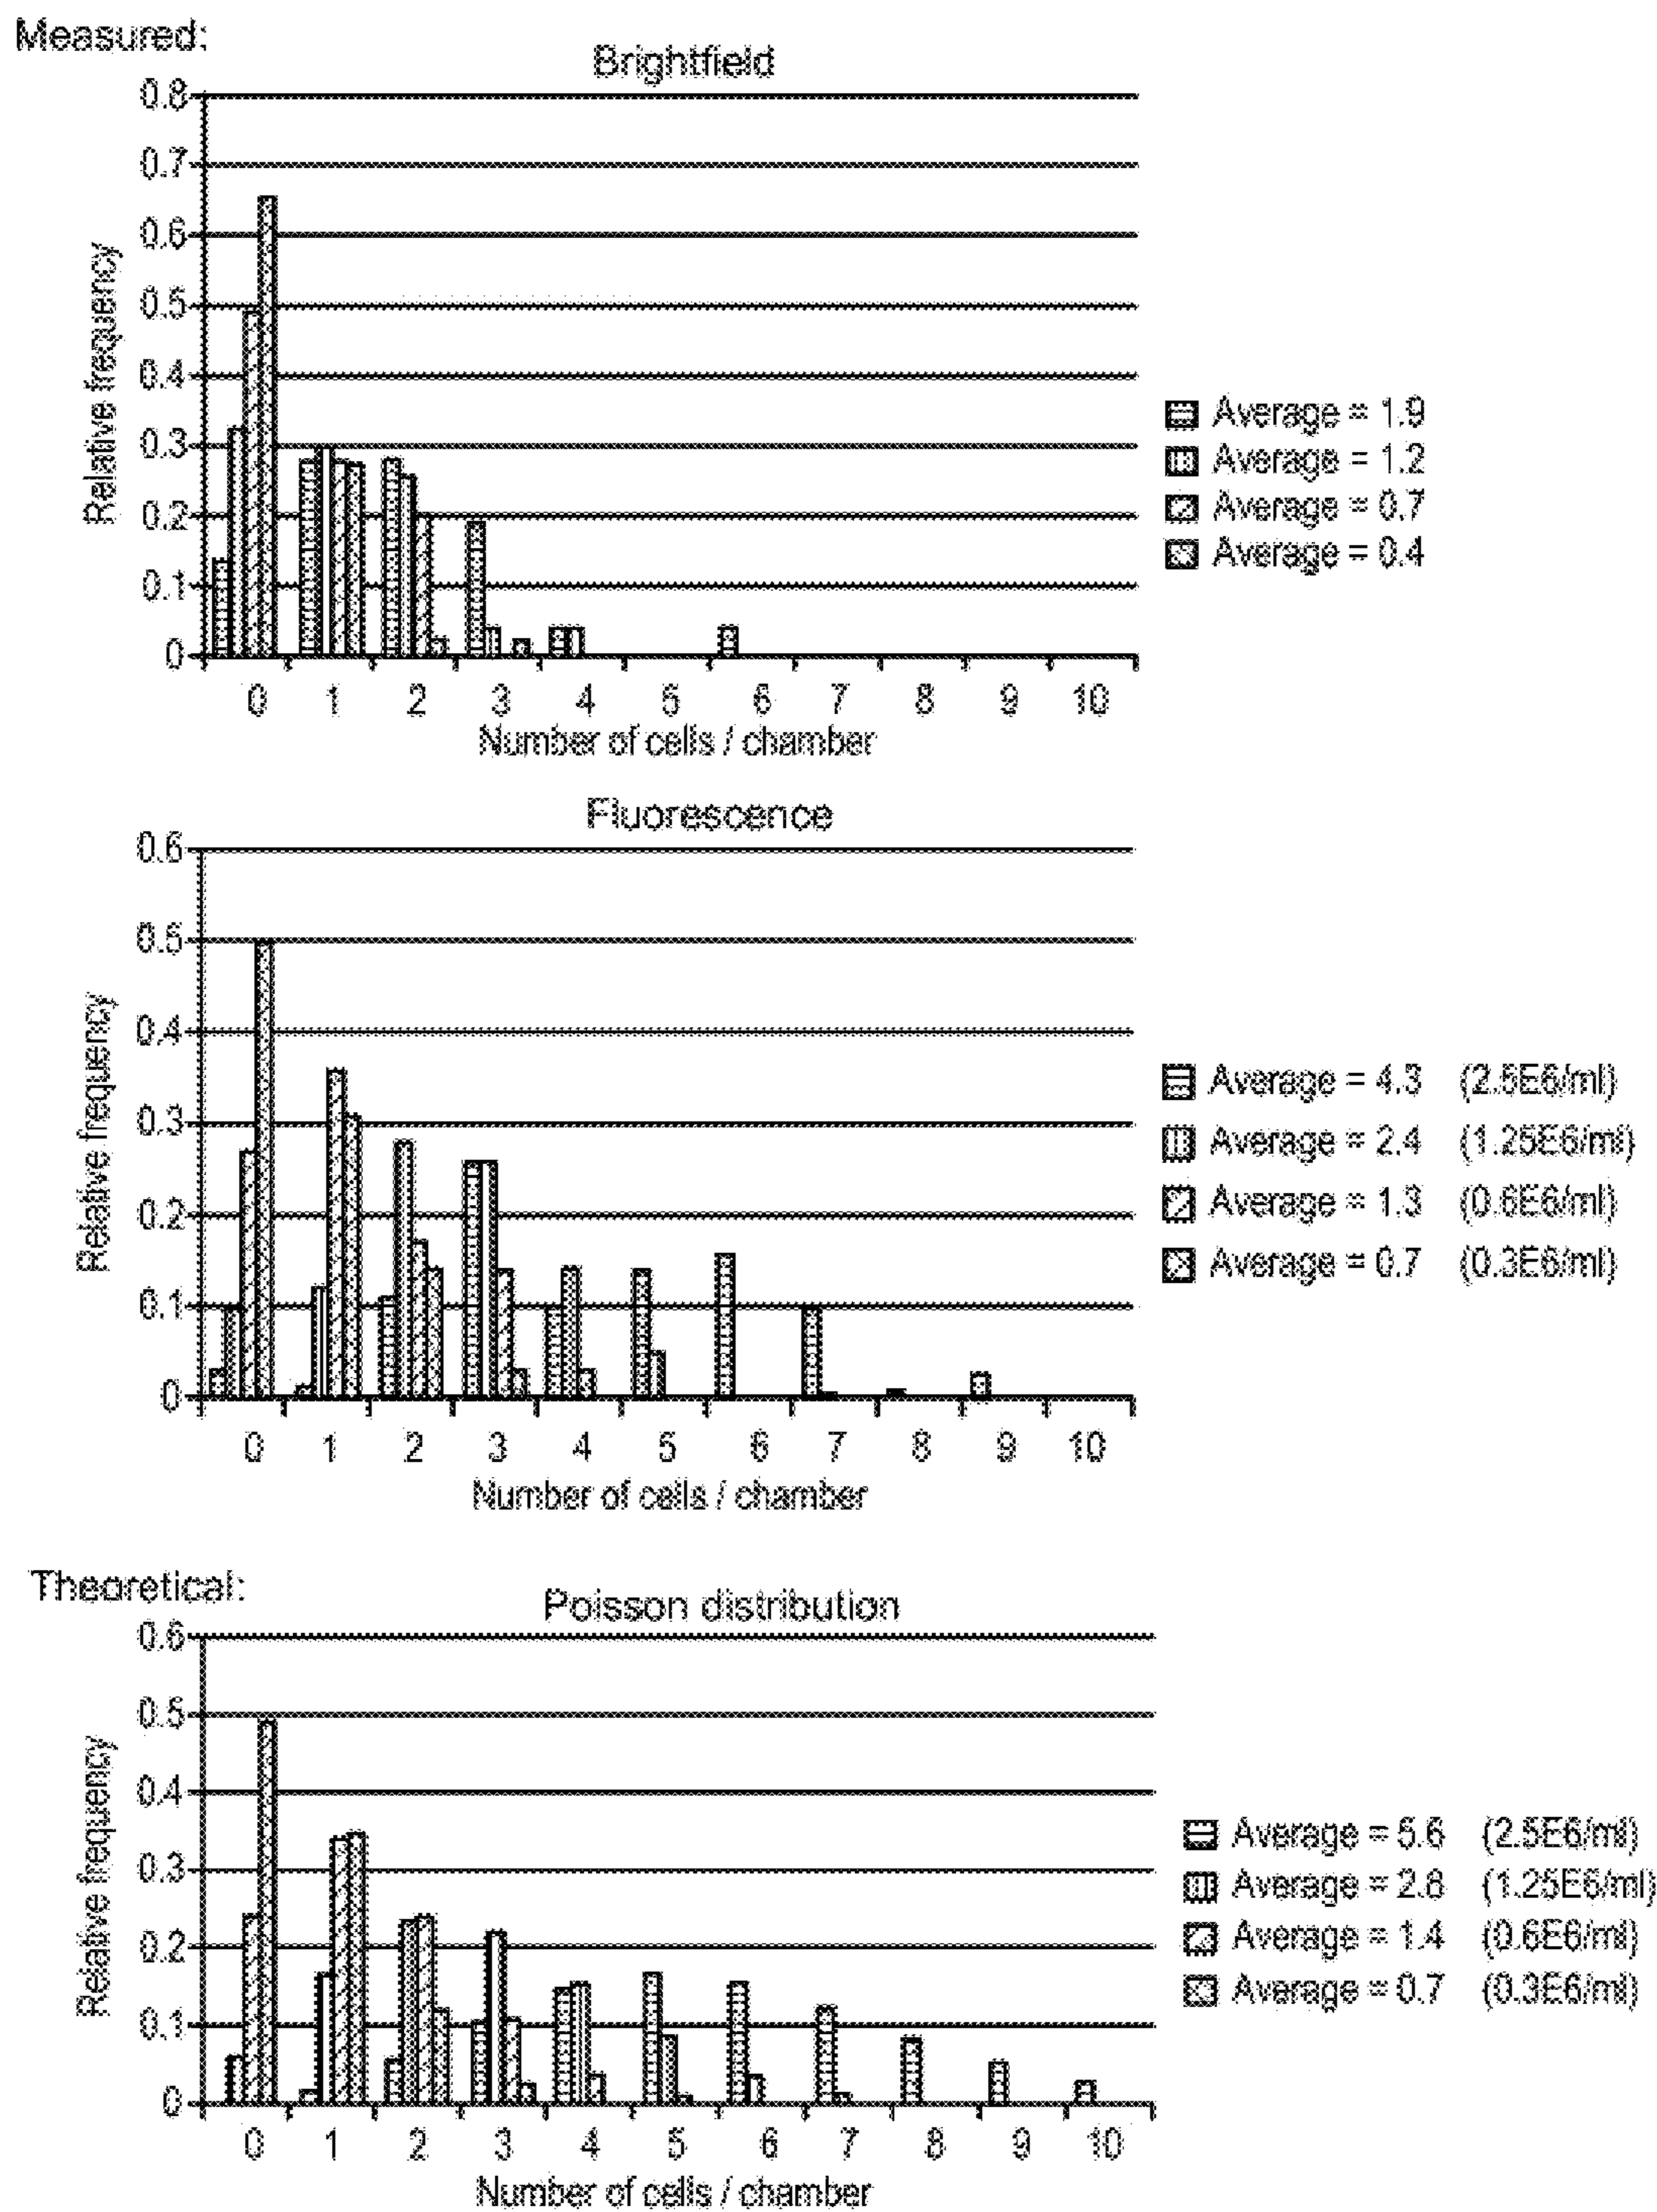 Measured:
Brightfield
0.8
0.7
0.6
0.5
0.4
0.3
0.2
0.1
0
Relative frequency
0 1 2 3 4 5 6 7 8 9 10
Number of cells / chamber
Average = 1.9
Average = 1.2
Average = 0.7
Average = 0.4
Fluorescence
0.6
0.5
0.4
0.3
0.2
0.1
0
Relative frequency
0 1 2 3 4 5 6 7 8 9 10
Number of cells / chamber
Average = 4.3 (2.5E6/ml)
Average = 2.4 (1.25E6/ml)
Average = 1.3 (0.6E6/ml)
Average = 0.7 (0.3E6/ml)
Theoretical:
Poisson distribution
0.6
0.5
0.4
0.3
0.2
0.1
0
Relative frequency
0 1 2 3 4 5 6 7 8 9 10
Number of cells / chamber
Average = 5.6 (2.5E6/ml)
Average = 2.8 (1.25E6/ml)
Average = 1.4 (0.6E6/ml)
Average = 0.7 (0.3E6/ml)